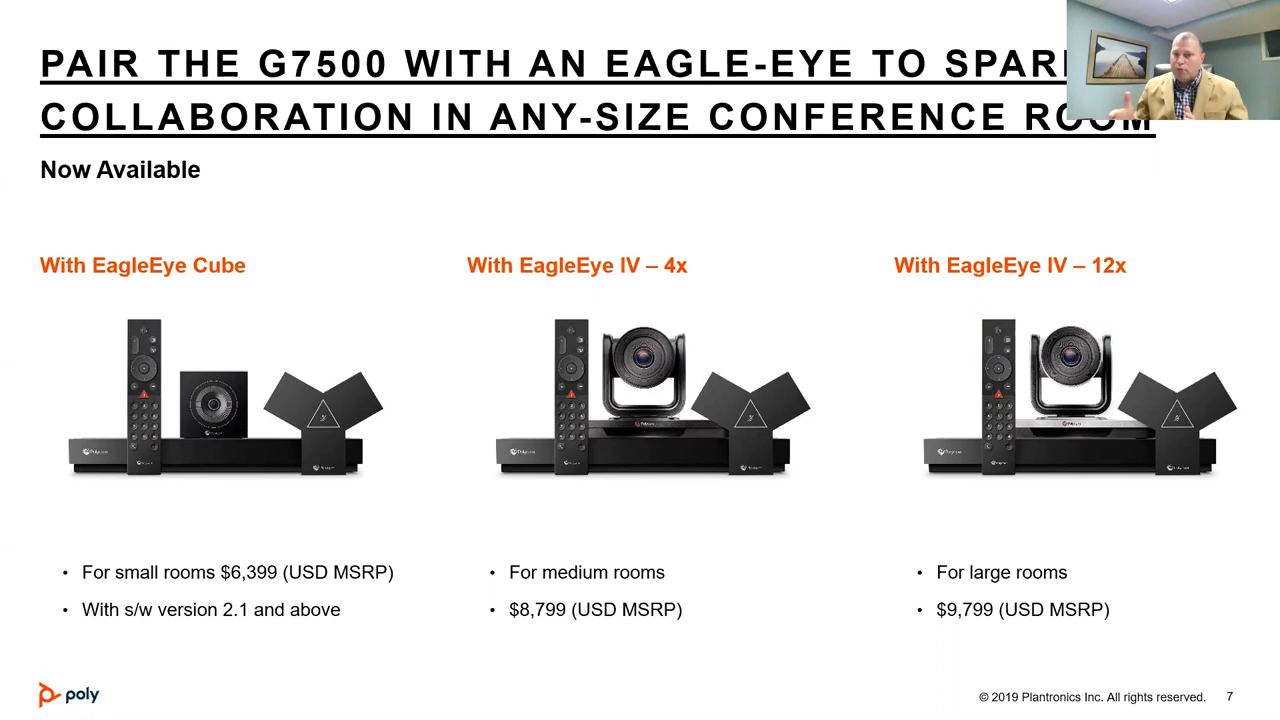 PAIR THE G7500 WITH AN EAGLE-EYE TO SPARK
COLLABORATION IN ANY-SIZE CONFERENCE ROOM
Now Available
With EagleEye Cube
With EagleEye IV – 4x
With EagleEye IV – 12x
Polycom
Polycom
Polycom
• For small rooms $6,399 (USD MSRP)
• With s/w version 2.1 and above
• For medium rooms
• $8,799 (USD MSRP)
• For large rooms
• $9,799 (USD MSRP)
poly
© 2019 Plantronics Inc. All rights reserved.
7